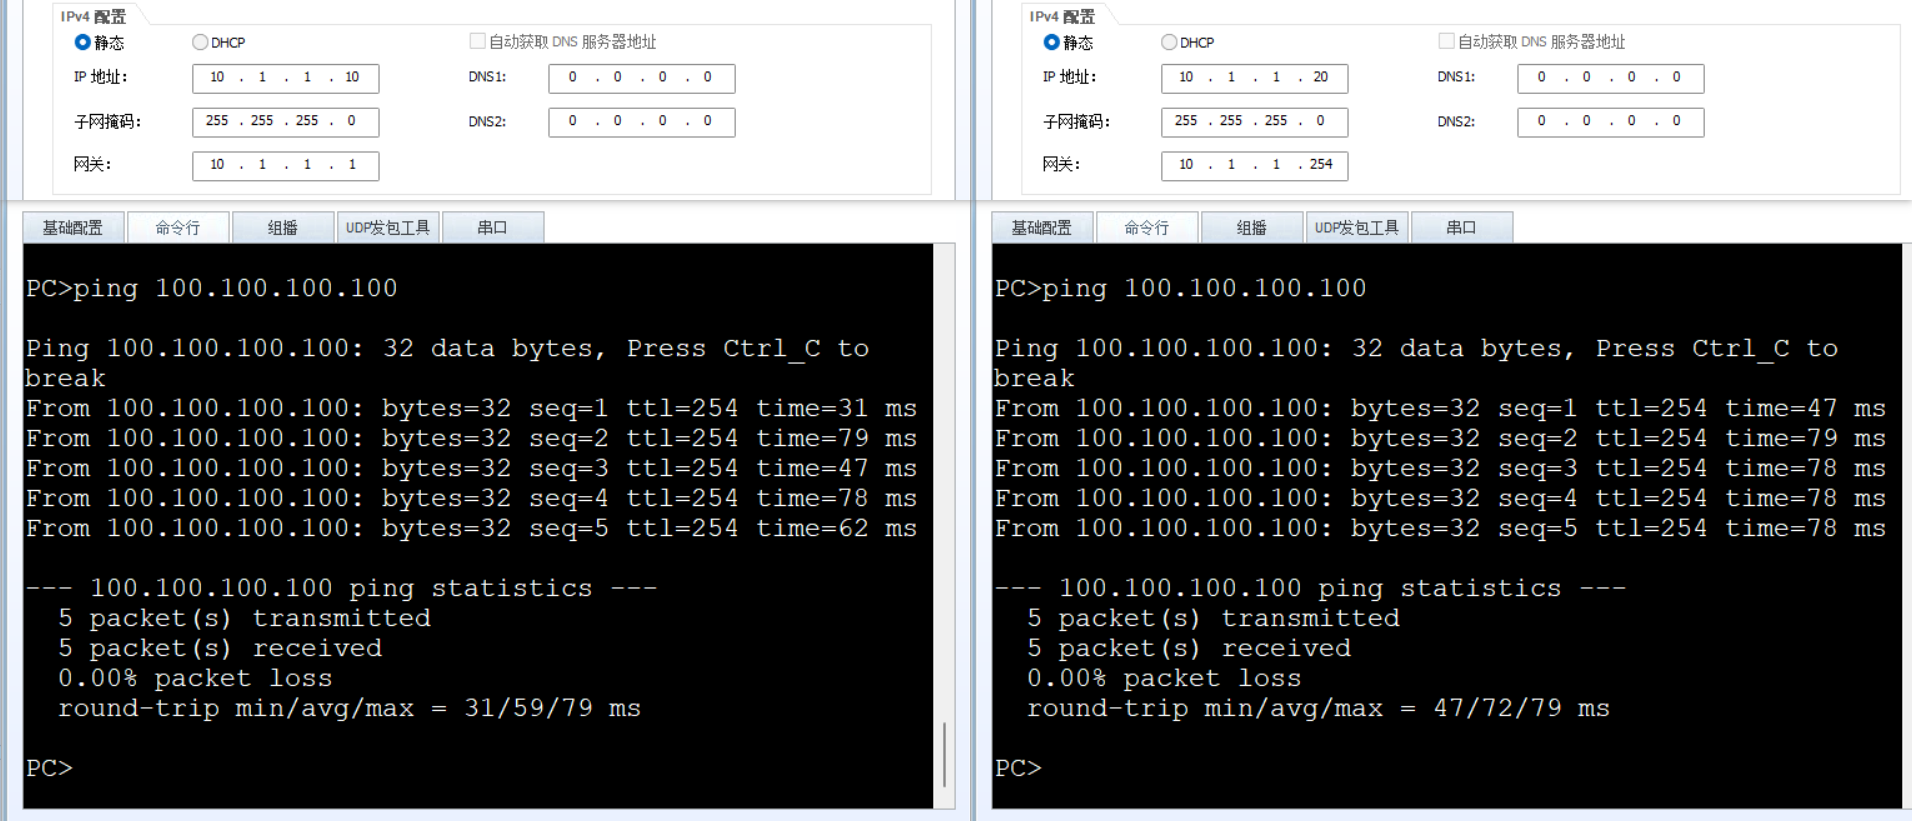 IPv4 配置
静态 DHCP 自动获取 DNS 服务器地址
IP 地址: 10 . 1 . 1 . 10 DNS1: 0 . 0 . 0 . 0
子网掩码: 255 . 255 . 255 . 0 DNS2: 0 . 0 . 0 . 0
网关: 10 . 1 . 1 . 1
基础配置 命令行 组播 UDP发包工具 串口
PC>ping 100.100.100.100
Ping 100.100.100.100: 32 data bytes, Press Ctrl_C to
break
From 100.100.100.100: bytes=32 seq=1 ttl=254 time=31 ms
From 100.100.100.100: bytes=32 seq=2 ttl=254 time=79 ms
From 100.100.100.100: bytes=32 seq=3 ttl=254 time=47 ms
From 100.100.100.100: bytes=32 seq=4 ttl=254 time=78 ms
From 100.100.100.100: bytes=32 seq=5 ttl=254 time=62 ms
--- 100.100.100.100 ping statistics ---
5 packet(s) transmitted
5 packet(s) received
0.00% packet loss
round-trip min/avg/max = 31/59/79 ms
PC>
IPv4 配置
静态 DHCP 自动获取 DNS 服务器地址
IP 地址: 10 . 1 . 1 . 20 DNS1: 0 . 0 . 0 . 0
子网掩码: 255 . 255 . 255 . 0 DNS2: 0 . 0 . 0 . 0
网关: 10 . 1 . 1 . 254
基础配置 命令行 组播 UDP发包工具 串口
PC>ping 100.100.100.100
Ping 100.100.100.100: 32 data bytes, Press Ctrl_C to
break
From 100.100.100.100: bytes=32 seq=1 ttl=254 time=47 ms
From 100.100.100.100: bytes=32 seq=2 ttl=254 time=79 ms
From 100.100.100.100: bytes=32 seq=3 ttl=254 time=78 ms
From 100.100.100.100: bytes=32 seq=4 ttl=254 time=78 ms
From 100.100.100.100: bytes=32 seq=5 ttl=254 time=78 ms
--- 100.100.100.100 ping statistics ---
5 packet(s) transmitted
5 packet(s) received
0.00% packet loss
round-trip min/avg/max = 47/72/79 ms
PC>